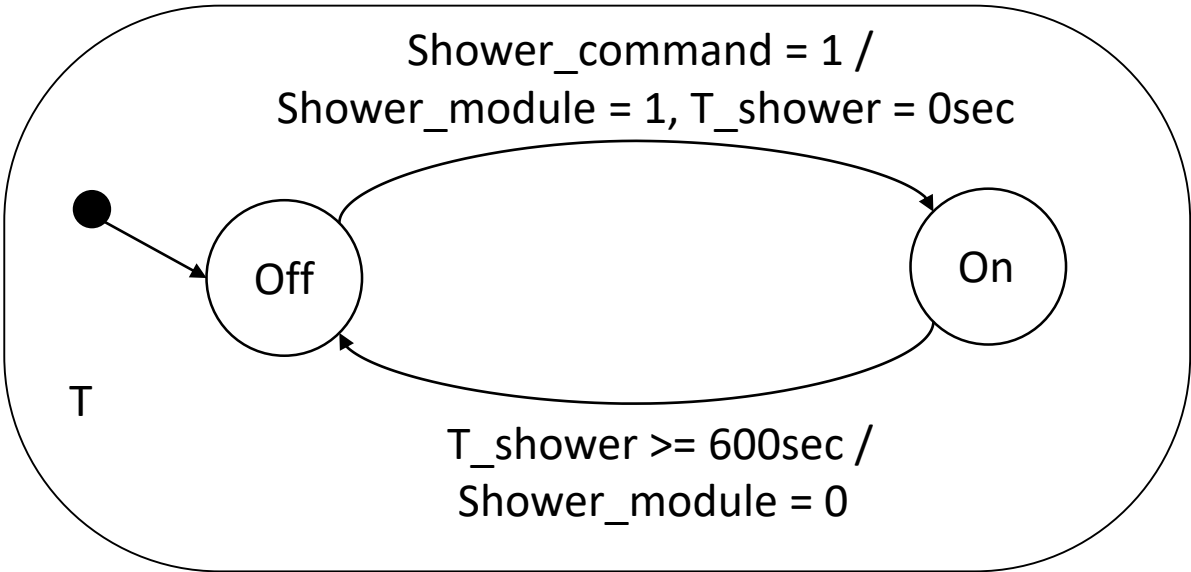 Shower_command = 1 /
Shower_module = 1, T_shower = 0sec
Off
On
T
T_shower >= 600sec /
Shower_module = 0